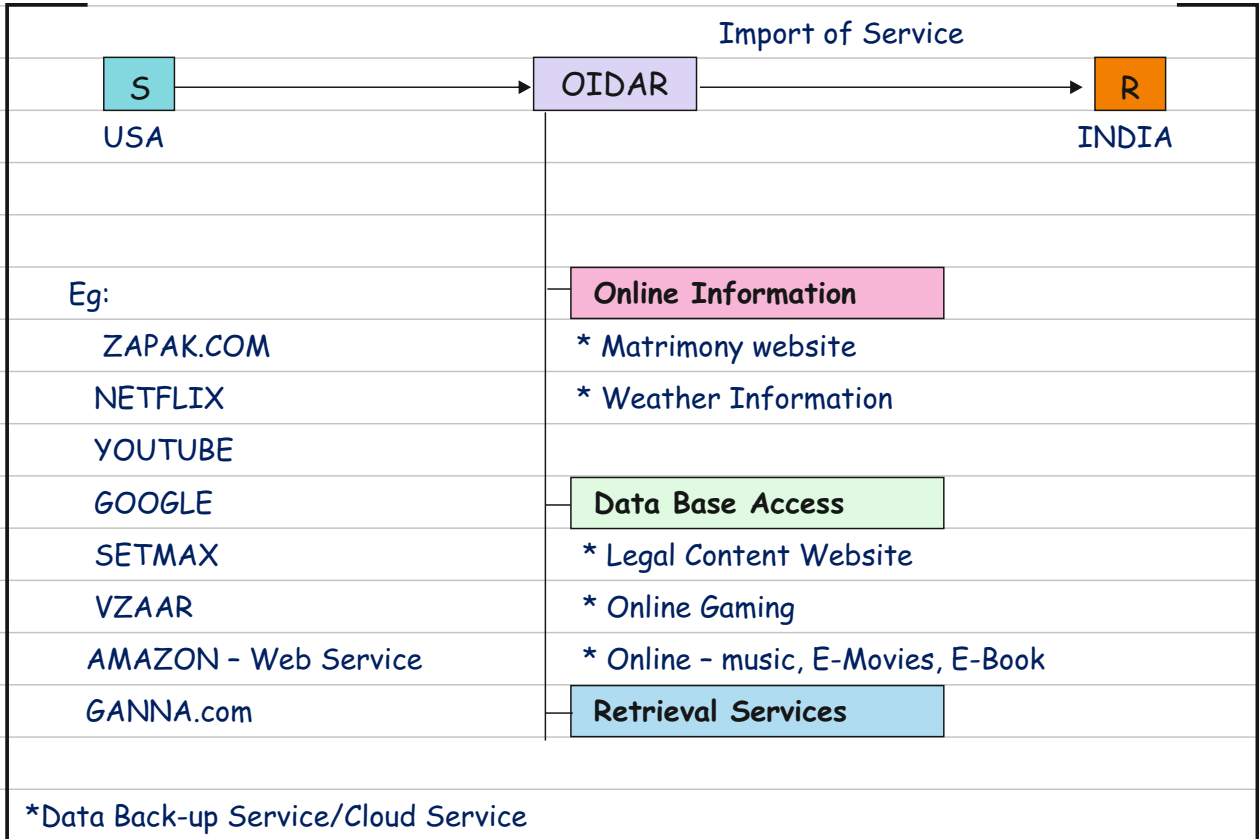 Import of Service
S OIDAR R
USA INDIA
Eg: Online Information
ZAPAK.COM * Matrimony website
NETFLIX * Weather Information
YOUTUBE
GOOGLE Data Base Access
SETMAX * Legal Content Website
VZAAR * Online Gaming
AMAZON – Web Service * Online – music, E-Movies, E-Book
GANNA.com Retrieval Services
*Data Back-up Service/Cloud Service